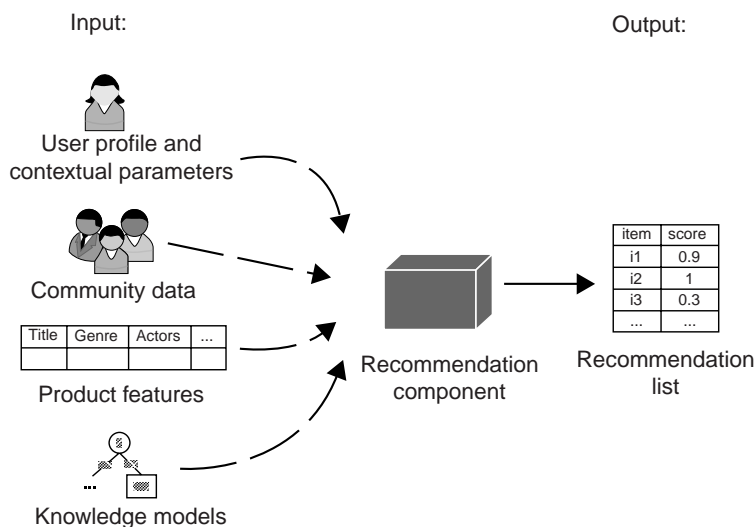 Input:
Output:
User profile and
contextual parameters
Community data
Title Genre Actors ...
Product features
Knowledge models
...
Recommendation
component
item score
i1 0.9
i2 1
i3 0.3
... ...
Recommendation
list